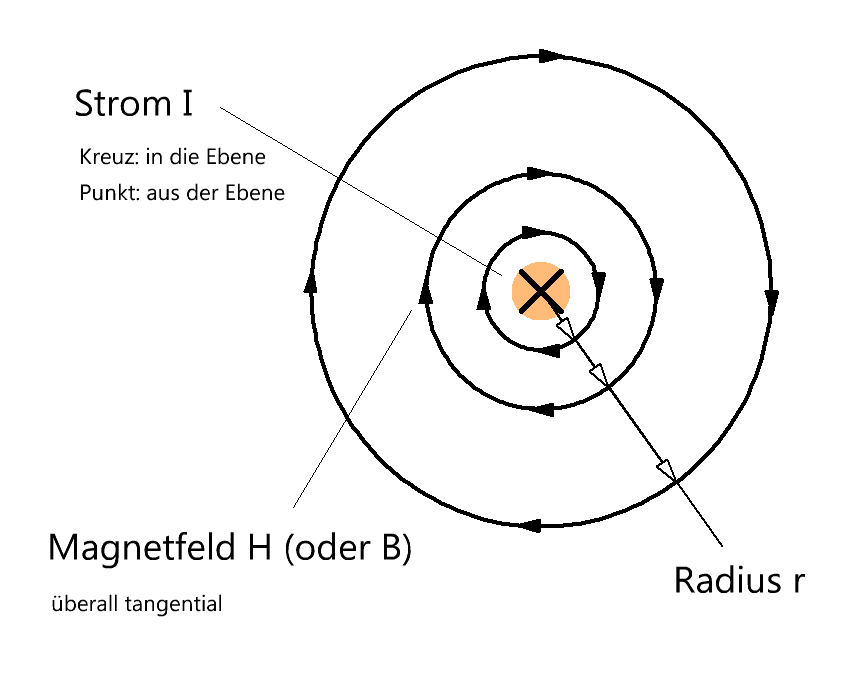 Strom I
Kreuz: in die Ebene
Punkt: aus der Ebene
Magnetfeld H (oder B)
überall tangential
Radius r